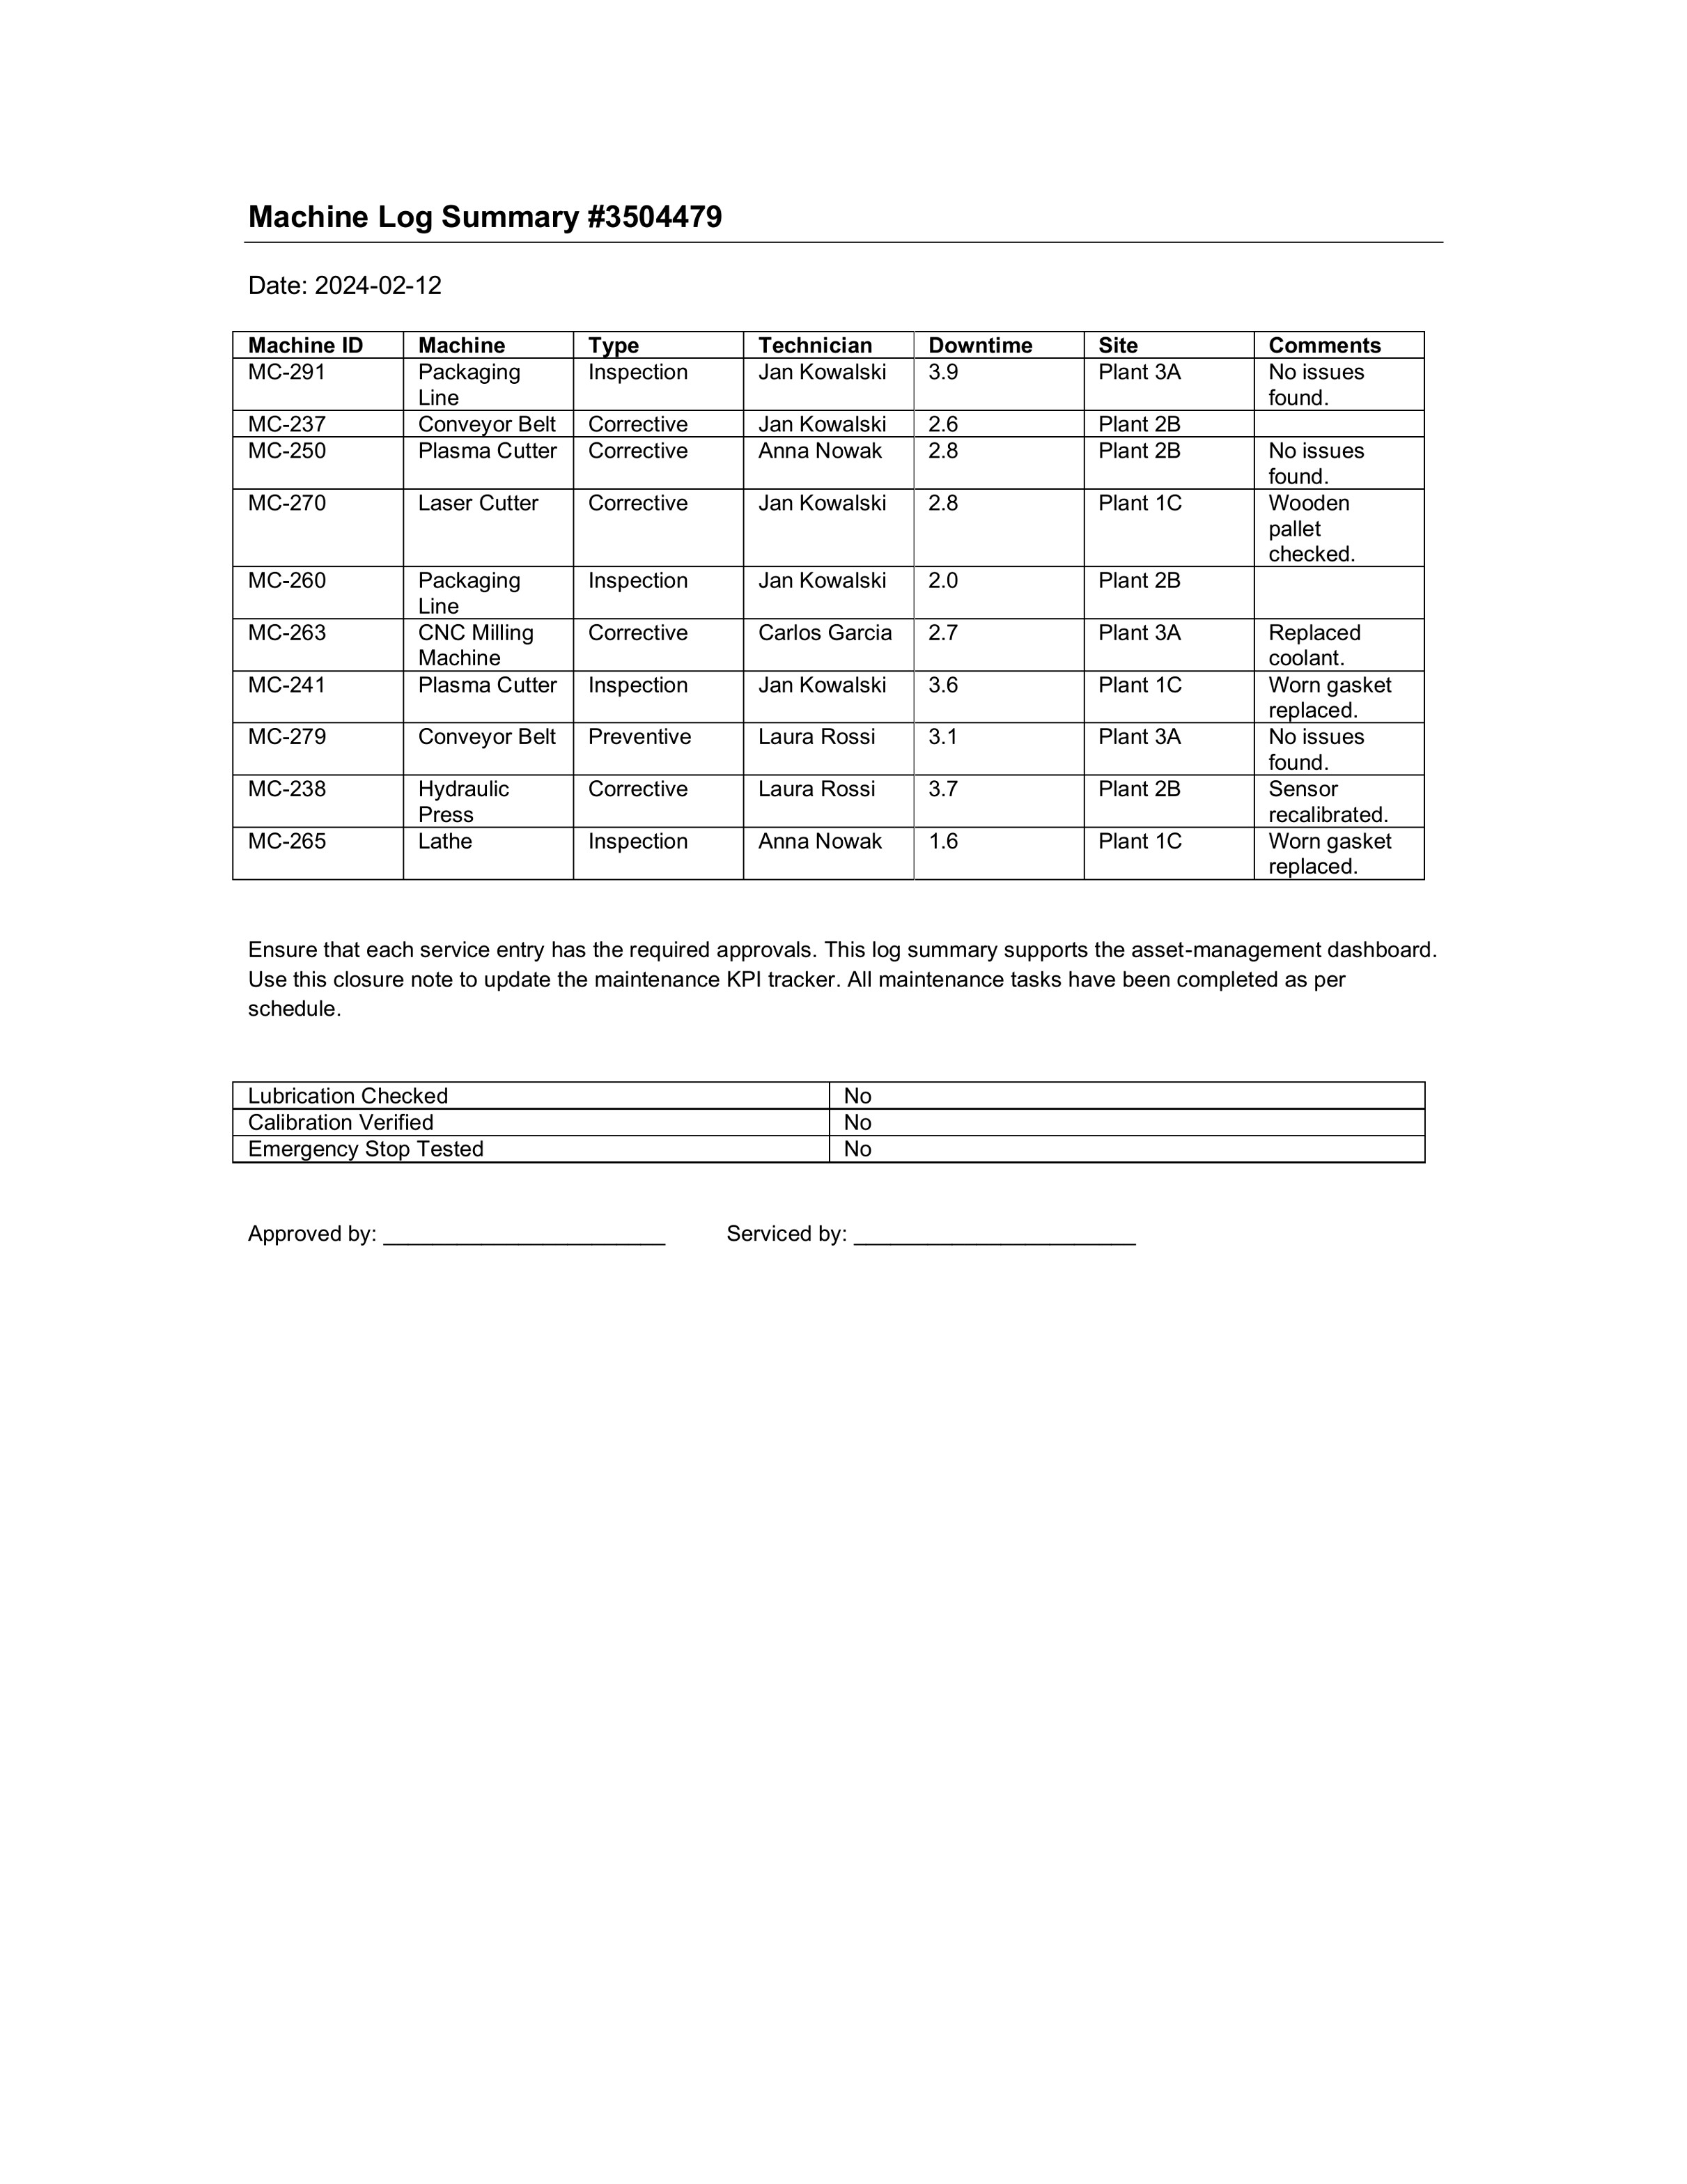 Machine Log Summary #3504479
Date: 2024-02-12
Machine ID Machine Type Technician Downtime Site Comments
MC-291 Packaging Inspection Jan Kowalski 3.9 Plant 3A No issues
Line found.
MC-237 Conveyor Belt Corrective Jan Kowalski 2.6 Plant 2B
MC-250 Plasma Cutter Corrective Anna Nowak 2.8 Plant 2B No issues
found.
MC-270 Laser Cutter Corrective Jan Kowalski 2.8 Plant 1C Wooden
pallet
checked.
MC-260 Packaging Inspection Jan Kowalski 2.0 Plant 2B
Line
MC-263 CNC Milling Corrective Carlos Garcia 2.7 Plant 3A Replaced
Machine coolant.
MC-241 Plasma Cutter Inspection Jan Kowalski 3.6 Plant 1C Worn gasket
replaced.
MC-279 Conveyor Belt Preventive Laura Rossi 3.1 Plant 3A No issues
found.
MC-238 Hydraulic Corrective Laura Rossi 3.7 Plant 2B Sensor
Press recalibrated.
MC-265 Lathe Inspection Anna Nowak 1.6 Plant 1C Worn gasket
replaced.
Ensure that each service entry has the required approvals. This log summary supports the asset-management dashboard.
Use this closure note to update the maintenance KPI tracker. All maintenance tasks have been completed as per
schedule.
Lubrication Checked No
Calibration Verified No
Emergency Stop Tested No
Approved by: _______________________ Serviced by: _______________________